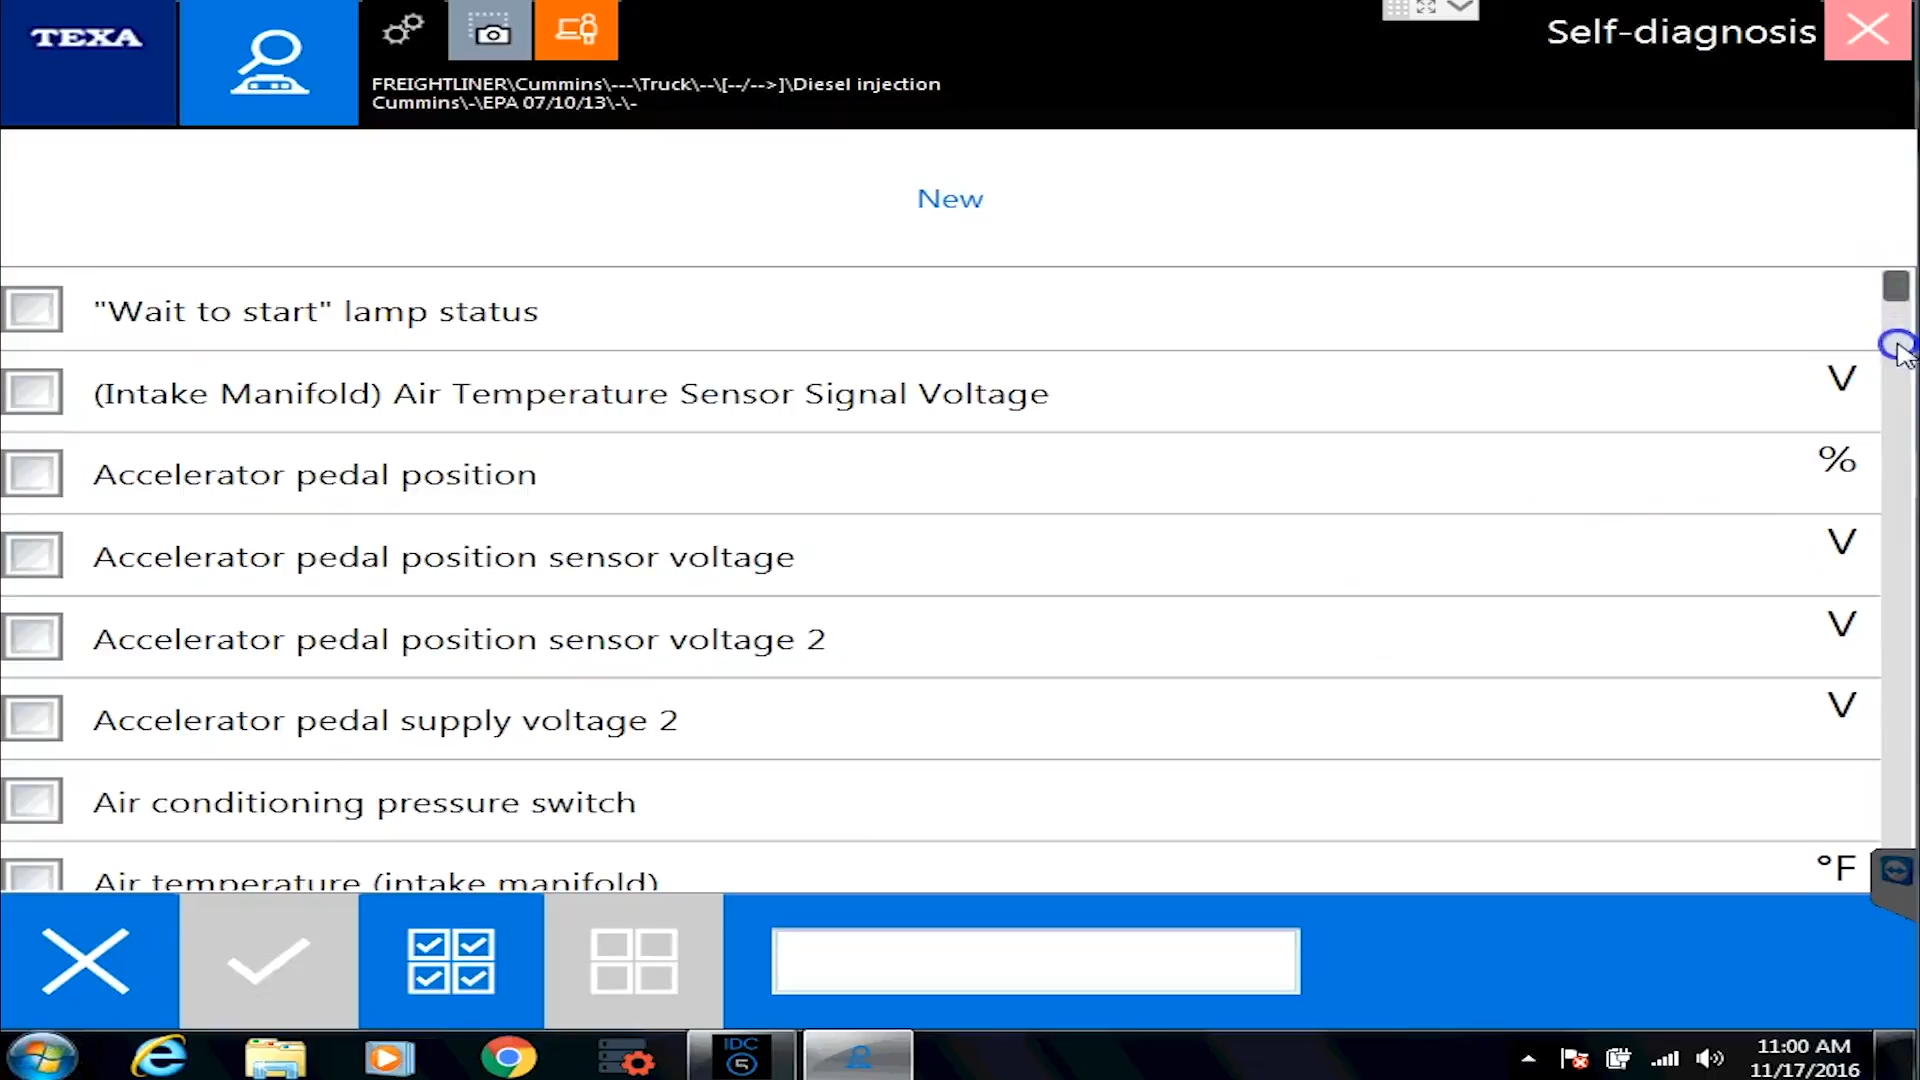 TEXA
Self-diagnosis
FREIGHTLINER\Cummins\---\Truck\--\[--/-->]\Diesel injection
Cummins\-\EPA 07/10/13\-\-
New
"Wait to start" lamp status
(Intake Manifold) Air Temperature Sensor Signal Voltage V
Accelerator pedal position %
Accelerator pedal position sensor voltage V
Accelerator pedal position sensor voltage 2 V
Accelerator pedal supply voltage 2 V
Air conditioning pressure switch
Air temperature (intake manifold) °F
IDC
5
11:00 AM
11/17/2016